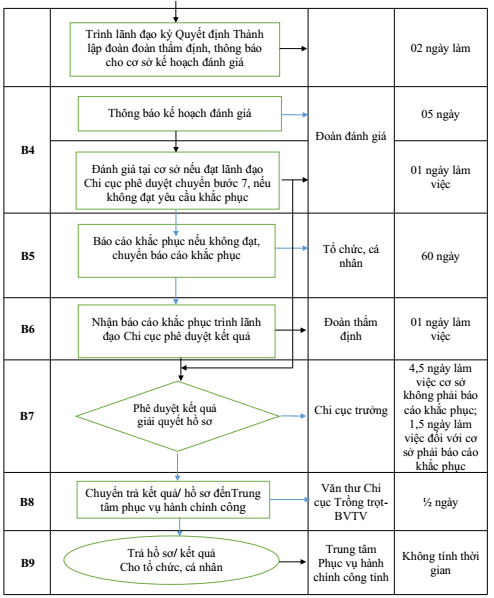 Trình lãnh đạo ký Quyết định Thành
lập đoàn đoàn thẩm định, thông báo
cho cơ sở kế hoạch đánh giá
02 ngày làm
B4
Thông báo kế hoạch đánh giá
Đoàn đánh giá
05 ngày
Đánh giá tại cơ sở nếu đạt lãnh đạo
Chi cục phê duyệt chuyển bước 7, nếu
không đạt yêu cầu khắc phục
01 ngày làm
việc
B5
Báo cáo khắc phục nếu không đạt,
chuyển báo cáo khắc phục
Tổ chức, cá
nhân
60 ngày
B6
Nhận báo cáo khắc phục trình lãnh
đạo Chi cục phê duyệt kết quả
Đoàn thẩm
định
01 ngày làm
việc
B7
Phê duyệt kết quả
giải quyết hồ sơ
Chi cục trưởng
4,5 ngày làm
việc cơ sở
không phải báo
cáo khắc phục;
1,5 ngày làm
việc đối với cơ
sở phải báo cáo
khắc phục
B8
Chuyển trả kết quả/ hồ sơ đếnTrung
tâm phục vụ hành chính công
Văn thư Chi
cục Trồng trọt-
BVTV
½ ngày
B9
Trả hồ sơ/ kết quả
Cho tổ chức, cá nhân
Trung tâm
Phục vụ hành
chính công tỉnh
Không tính thời
gian